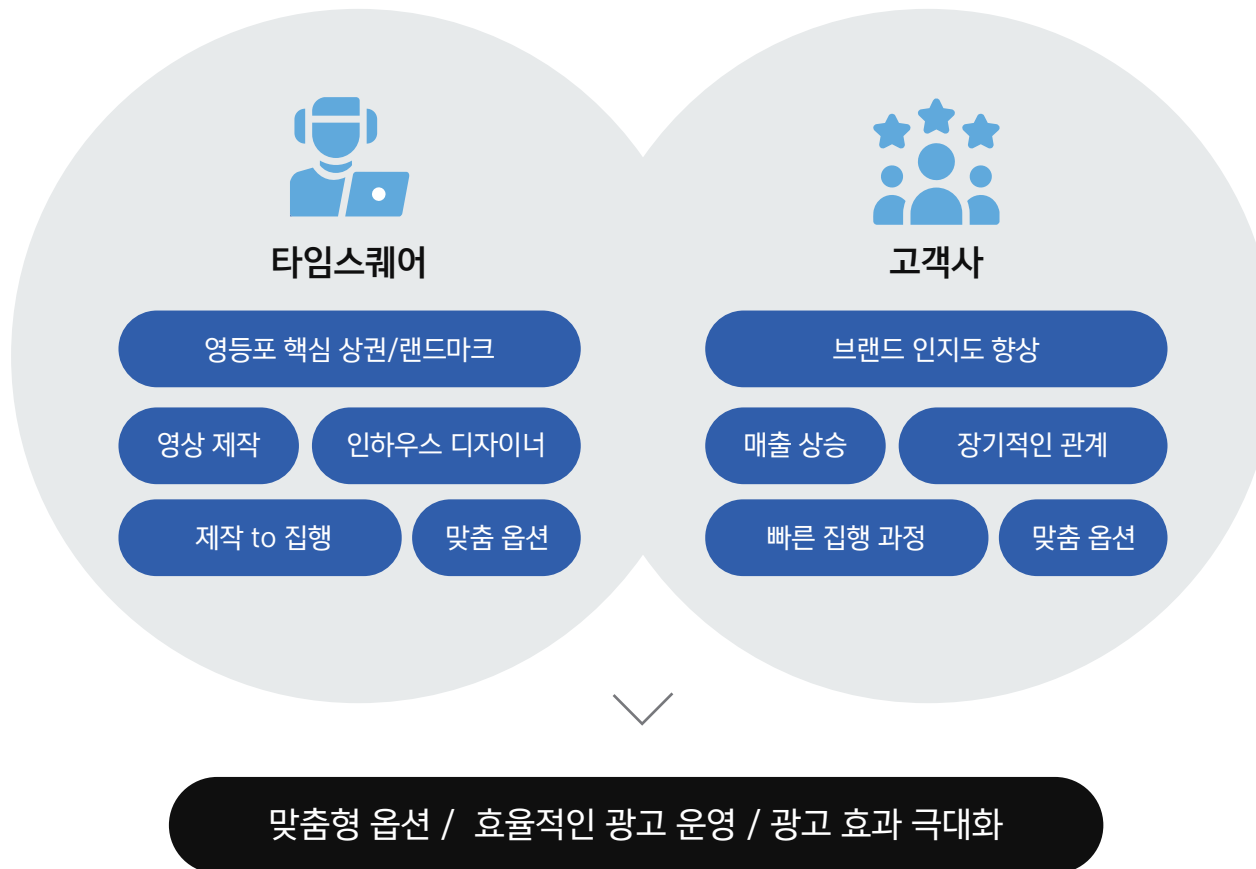 타임스퀘어
영등포 핵심 상권/랜드마크
영상 제작
인하우스 디자이너
제작 to 집행
맞춤 옵션
고객사
브랜드 인지도 향상
매출 상승
장기적인 관계
빠른 집행 과정
맞춤 옵션
맞춤형 옵션 / 효율적인 광고 운영 / 광고 효과 극대화